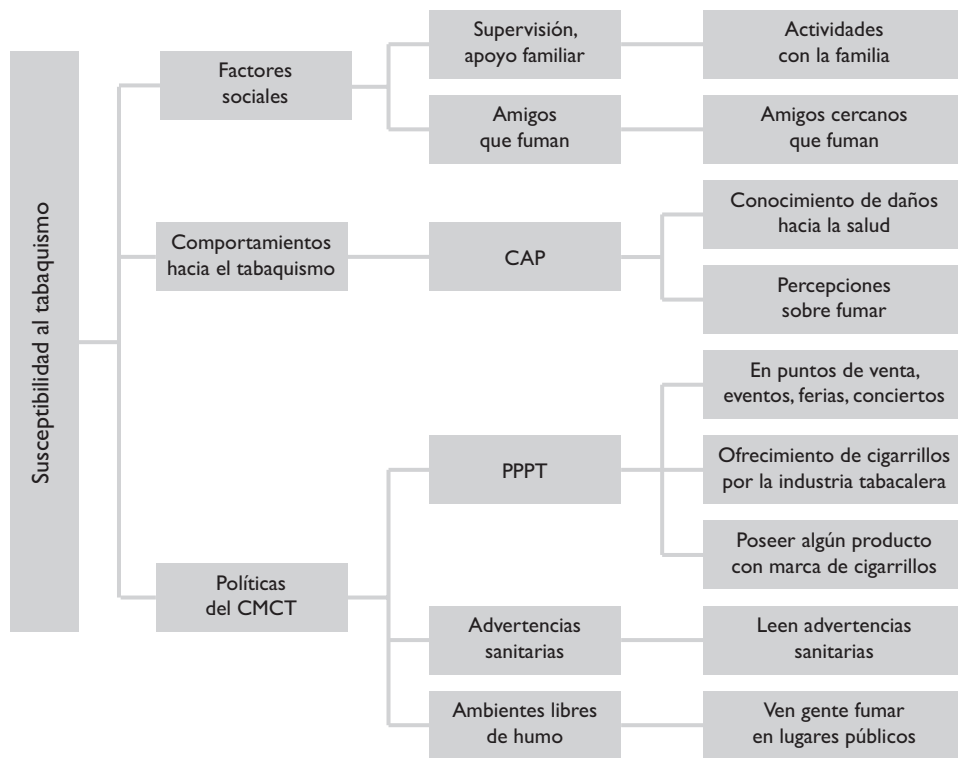 Susceptibilidad al tabaquismo
Factores
sociales
Supervisión,
apoyo familiar
Actividades
con la familia
Amigos
que fuman
Amigos cercanos
que fuman
Comportamientos
hacia el tabaquismo
CAP
Conocimiento de daños
hacia la salud
Percepciones
sobre fumar
Políticas
del CMCT
PPPT
En puntos de venta,
eventos, ferias, conciertos
Ofrecimiento de cigarrillos
por la industria tabacalera
Poseer algún producto
con marca de cigarrillos
Advertencias
sanitarias
Leen advertencias
sanitarias
Ambientes libres
de humo
Ven gente fumar
en lugares públicos